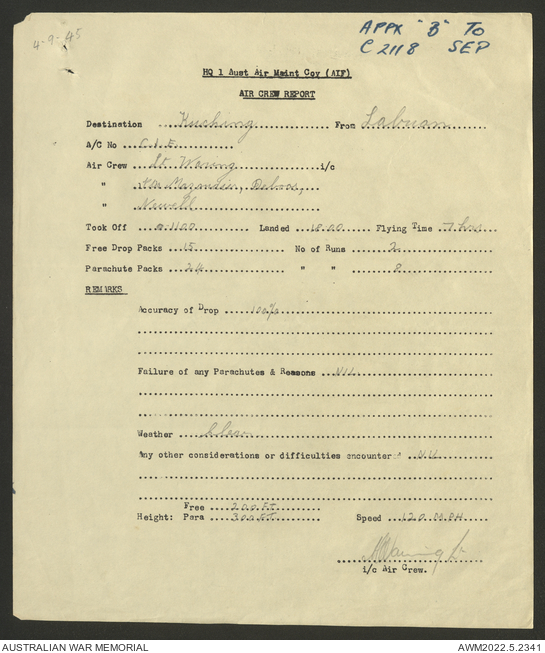 4-9-45
APPX "B" TO
C2118 SEP
HQ 1 Aust Air Maint Coy (AIF)
AIR CREW REPORT
Destination Kuching From Labuan
A/C No C.I.E.
Air Crew Lt. Waring i/c
" 
" Newell
Took Off 1100 Landed 18.00 Flying Time 7 hrs
Free Drop Packs 15 No of Runs 2
Parachute Packs 24 " " 8
REMARKS
Accuracy of Drop 100%
Failure of any Parachutes & Reasons NIL
Weather Clear
Any other considerations or difficulties encounter NIL
Free 200 FT
Height: Para 300 FT Speed 120 M.P.H
Waring Lt
i/c Air Crew.
AUSTRALIAN WAR MEMORIAL AWM2022.5.2341